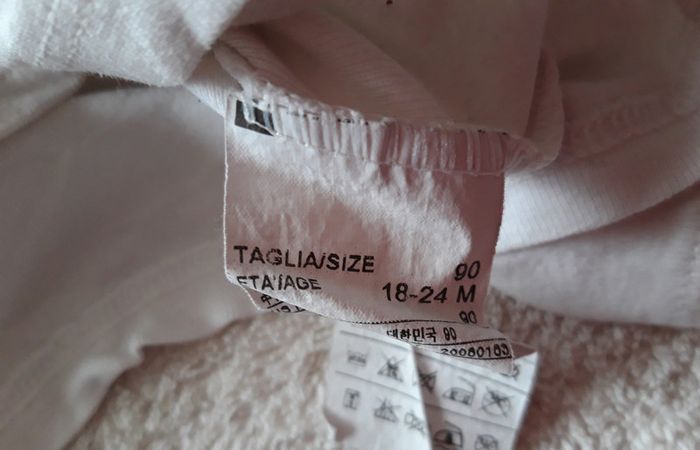 TAGLIA/SIZE 90
ETA'/AGE 18-24 M
90
대한민국 90